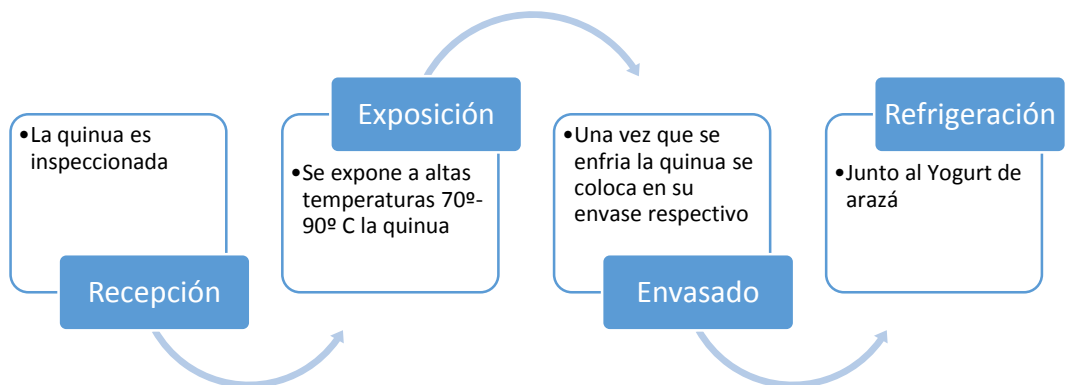 •La quinua es
inspeccionada
Recepción
Exposición
•Se expone a altas
temperaturas 70º-
90º C la quinua
•Una vez que se
enfria la quinua se
coloca en su
envase respectivo
Envasado
Refrigeración
•Junto al Yogurt de
arazá